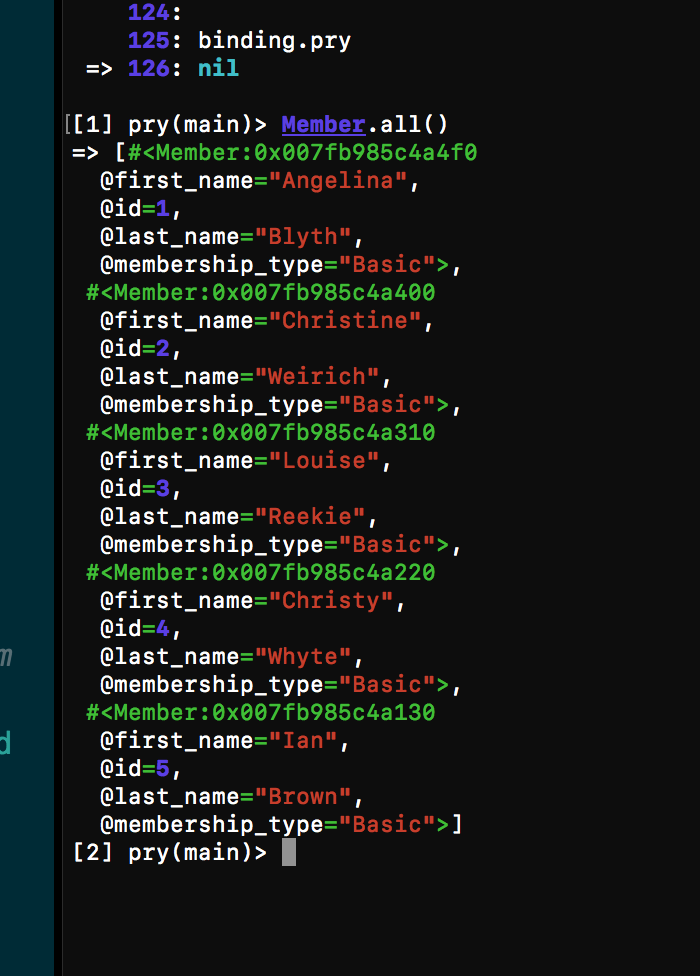 124:
125: binding.pry
=> 126: nil
[[1] pry(main)> Member.all()
=> [#<Member:0x007fb985c4a4f0
@first_name="Angelina",
@id=1,
@last_name="Blyth",
@membership_type="Basic">,
#<Member:0x007fb985c4a400
@first_name="Christine",
@id=2,
@last_name="Weirich",
@membership_type="Basic">,
#<Member:0x007fb985c4a310
@first_name="Louise",
@id=3,
@last_name="Reekie",
@membership_type="Basic">,
#<Member:0x007fb985c4a220
@first_name="Christy",
@id=4,
@last_name="Whyte",
m
@membership_type="Basic">,
#<Member:0x007fb985c4a130
@first_name="Ian",
d
@id=5,
@last_name="Brown",
@membership_type="Basic">]
[2] pry(main)>